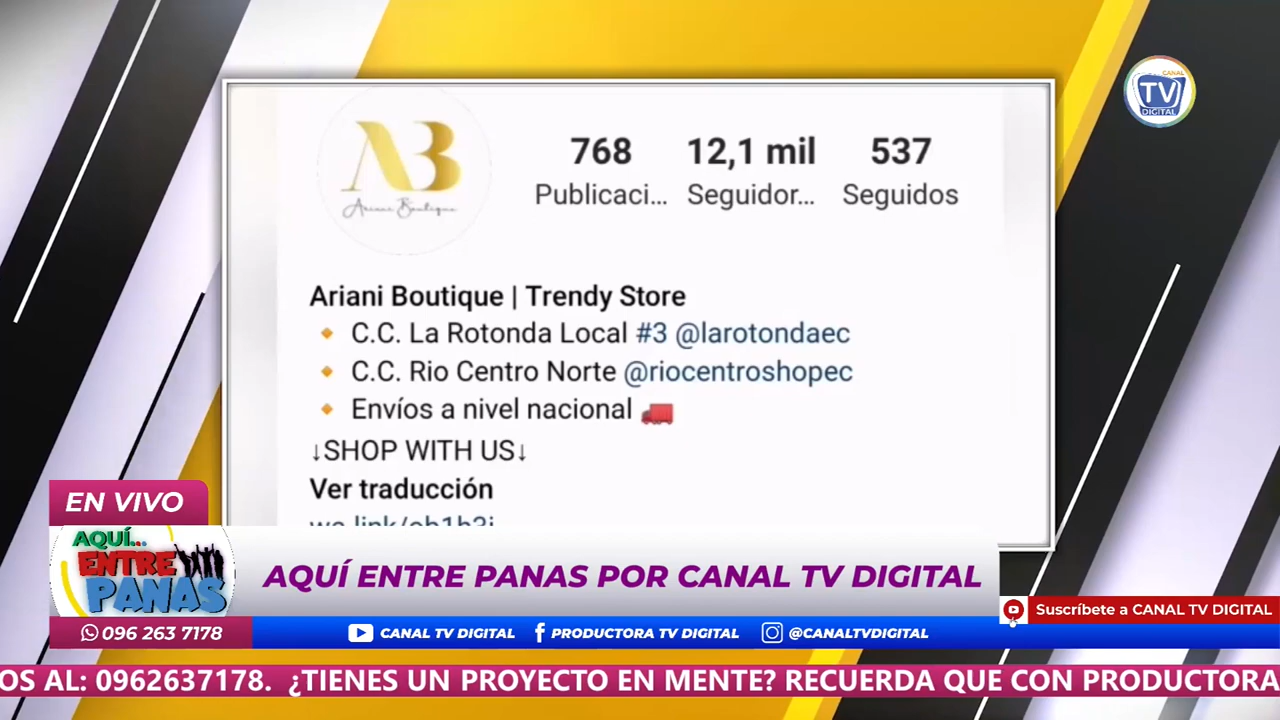 CANAL
TV
DIGITAL
AB
Ariani Boutique
768
Publicaci...
12,1 mil
Seguidor...
537
Seguidos
Ariani Boutique | Trendy Store
🔸 C.C. La Rotonda Local #3 @larotondaec
🔸 C.C. Rio Centro Norte @riocentroshopec
🔸 Envíos a nivel nacional 🚛
↓SHOP WITH US↓
Ver traducción
EN VIVO
AQUÍ...
ENTRE
PANAS
AQUÍ ENTRE PANAS POR CANAL TV DIGITAL
Suscríbete a CANAL TV DIGITAL
096 263 7178
CANAL TV DIGITAL
PRODUCTORA TV DIGITAL
@CANALTVDIGITAL
OS AL: 0962637178. ¿TIENES UN PROYECTO EN MENTE? RECUERDA QUE CON PRODUCTORA